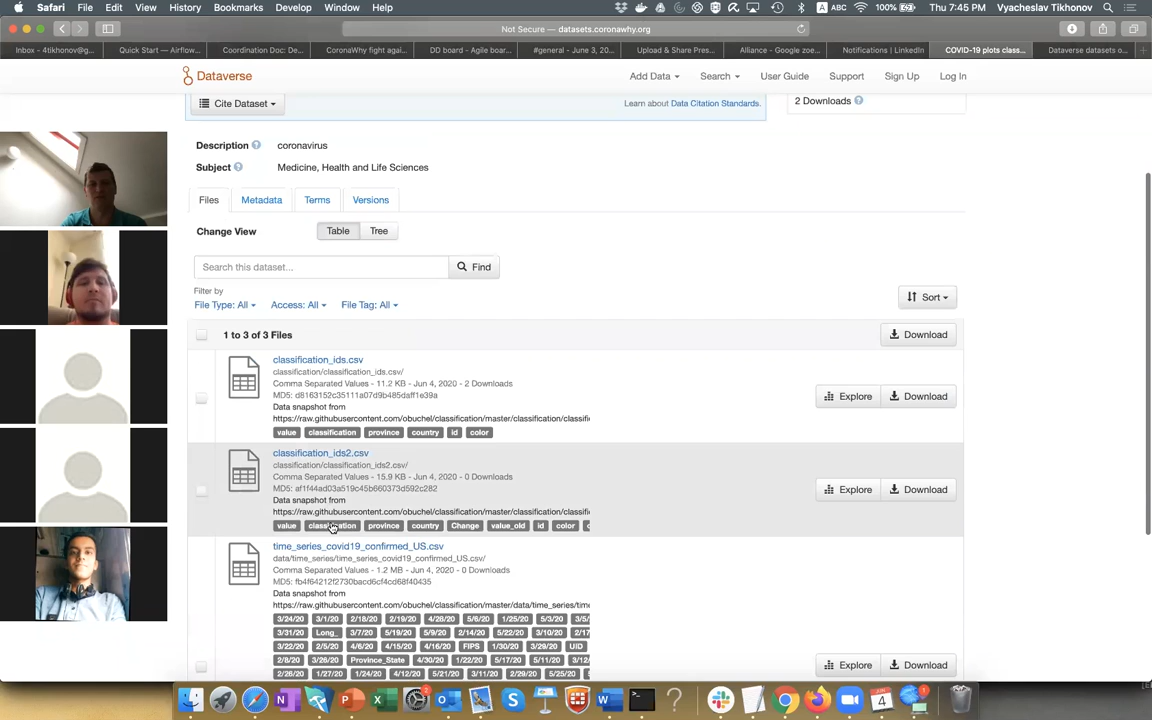 Safari File Edit View History Bookmarks Develop Window Help ABC 100% Thu 7:45 PM Vyacheslav Tikhonov
Not Secure — datasets.coronawhy.org
Inbox - 4tikhonov@g... Quick Start — Airflow... Coordination Doc: De... CoronaWhy fight agai... DD board - Agile boar... #general - June 3, 20... Upload & Share Pres... Alliance - Google zoe... Notifications | LinkedIn COVID-19 plots class... Dataverse datasets o...
Dataverse Add Data Search User Guide Support Sign Up Log In
Cite Dataset Learn about Data Citation Standards. 2 Downloads
Description coronavirus
Subject Medicine, Health and Life Sciences
Files Metadata Terms Versions
Change View Table Tree
Search this dataset... Find
Filter by
File Type: All Access: All File Tag: All Sort
1 to 3 of 3 Files Download
classification_ids.csv
classification/classification_ids.csv/
Comma Separated Values - 11.2 KB - Jun 4, 2020 - 2 Downloads
MD5: d8163152c35111a07d9b485daff1e39a Explore Download
Data snapshot from
https://raw.githubusercontent.com/obuchel/classification/master/classification/classifi
value classification province country id color
classification_ids2.csv
classification/classification_ids2.csv/
Comma Separated Values - 15.9 KB - Jun 4, 2020 - 0 Downloads
MD5: af1f44ad03a519c45b660373d592c282 Explore Download
Data snapshot from
https://raw.githubusercontent.com/obuchel/classification/master/classification/classifi
value classification province country Change value_old id color c
time_series_covid19_confirmed_US.csv
data/time_series/time_series_covid19_confirmed_US.csv/
Comma Separated Values - 1.2 MB - Jun 4, 2020 - 0 Downloads
MD5: fb4f64212f2730bacd6cf4cd68f40435
Data snapshot from
https://raw.githubusercontent.com/obuchel/classification/master/data/time_series/time
3/24/20 3/1/20 2/18/20 2/19/20 4/28/20 5/6/20 1/25/20 5/3/20 3/5/
3/31/20 Long_ 3/7/20 5/19/20 5/9/20 2/14/20 5/22/20 3/10/20 2/17
3/22/20 2/5/20 4/6/20 4/15/20 4/16/20 FIPS 1/30/20 3/29/20 UID
2/8/20 3/28/20 Province_State 4/30/20 1/22/20 5/17/20 5/11/20 3/12/ Explore Download
2/26/20 1/27/20 1/24/20 4/12/20 5/21/20 3/11/20 2/29/20 5/25/20